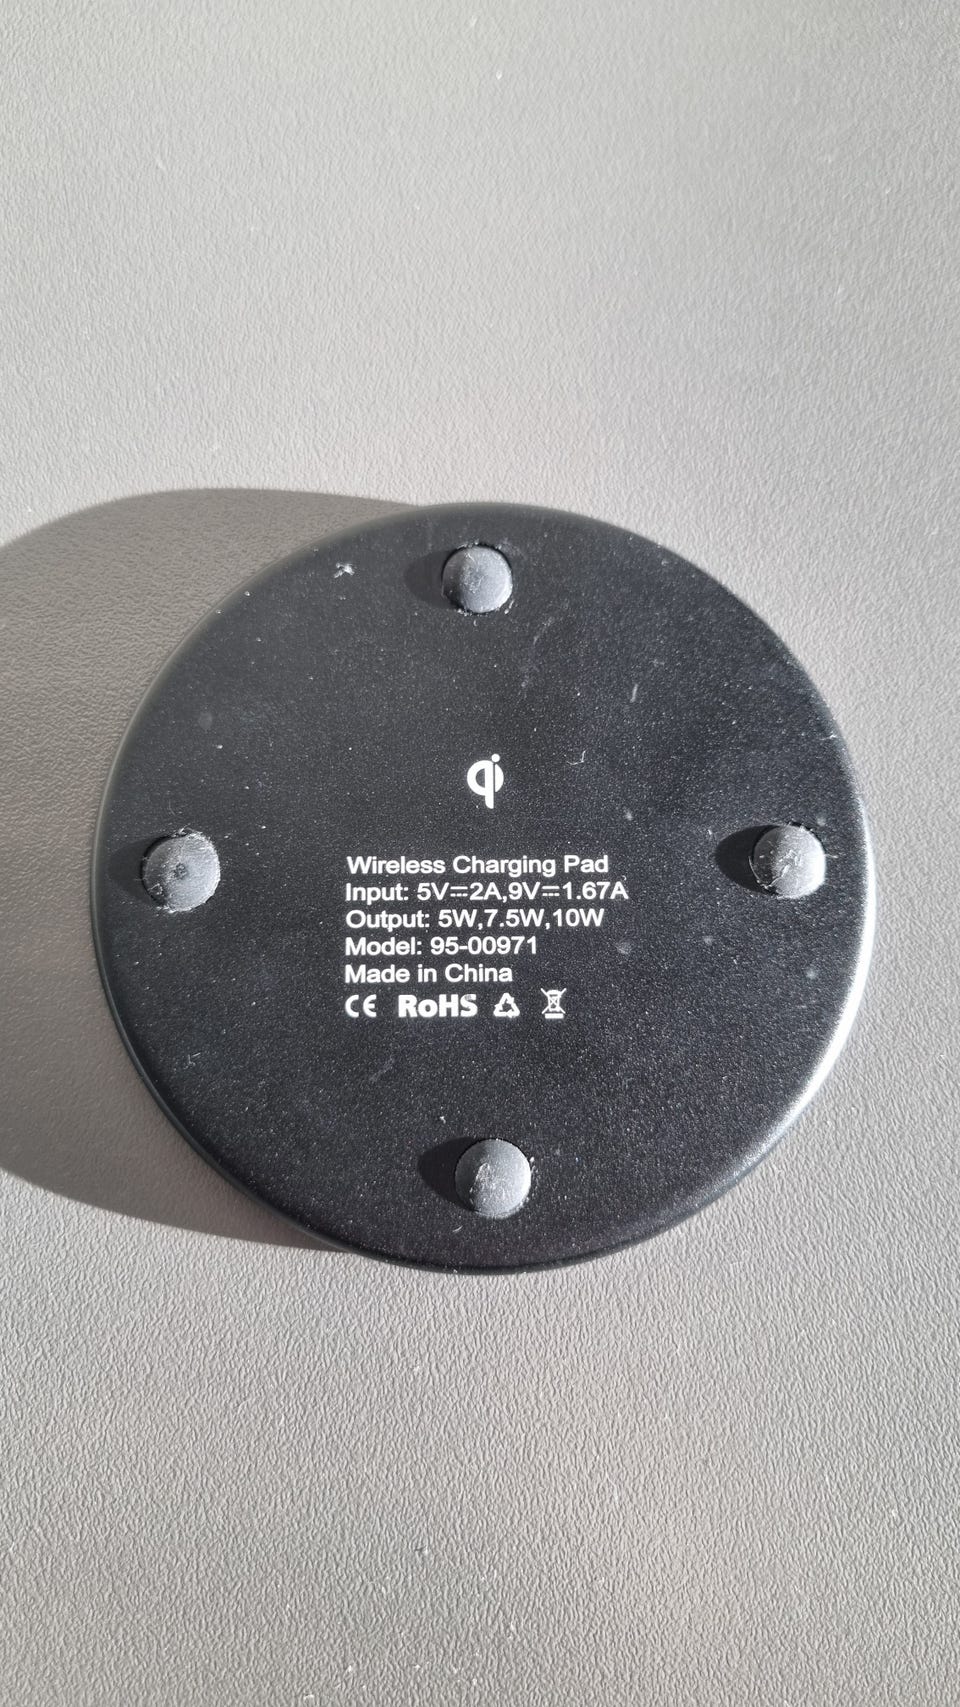 qi
Wireless Charging Pad
Input: 5V⎓2A,9V⎓1.67A
Output: 5W,7.5W,10W
Model: 95-00971
Made in China
CE RoHS